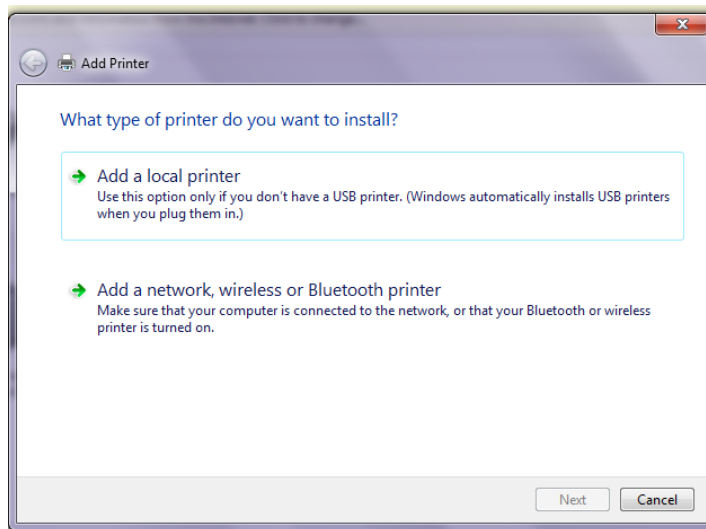 Add Printer
What type of printer do you want to install?
Add a local printer
Use this option only if you don't have a USB printer. (Windows automatically installs USB printers
when you plug them in.)
Add a network, wireless or Bluetooth printer
Make sure that your computer is connected to the network, or that your Bluetooth or wireless
printer is turned on.
Next
Cancel